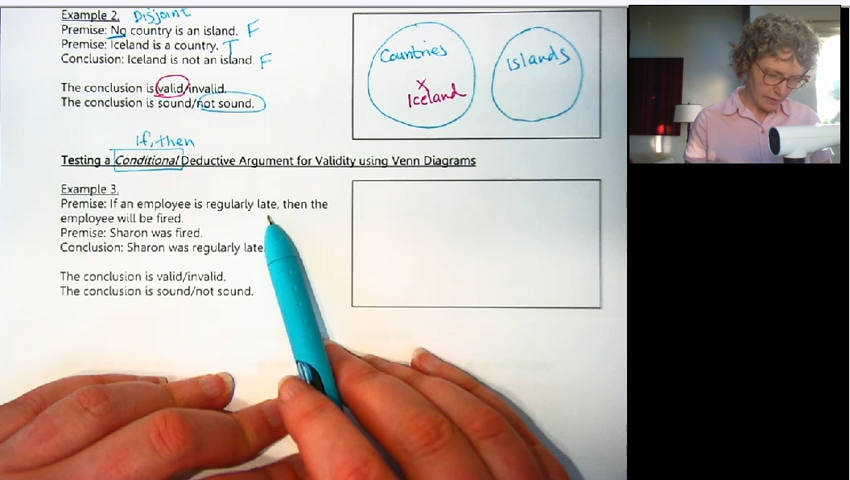 Example 2. Disjoint
Premise: No country is an island. F
Premise: Iceland is a country. T
Conclusion: Iceland is not an island. F
The conclusion is valid/invalid.
The conclusion is sound/not sound.
Countries
x
Iceland
Islands
If, then
Testing a Conditional Deductive Argument for Validity using Venn Diagrams
Example 3.
Premise: If an employee is regularly late, then the
employee will be fired.
Premise: Sharon was fired.
Conclusion: Sharon was regularly late
The conclusion is valid/invalid.
The conclusion is sound/not sound.